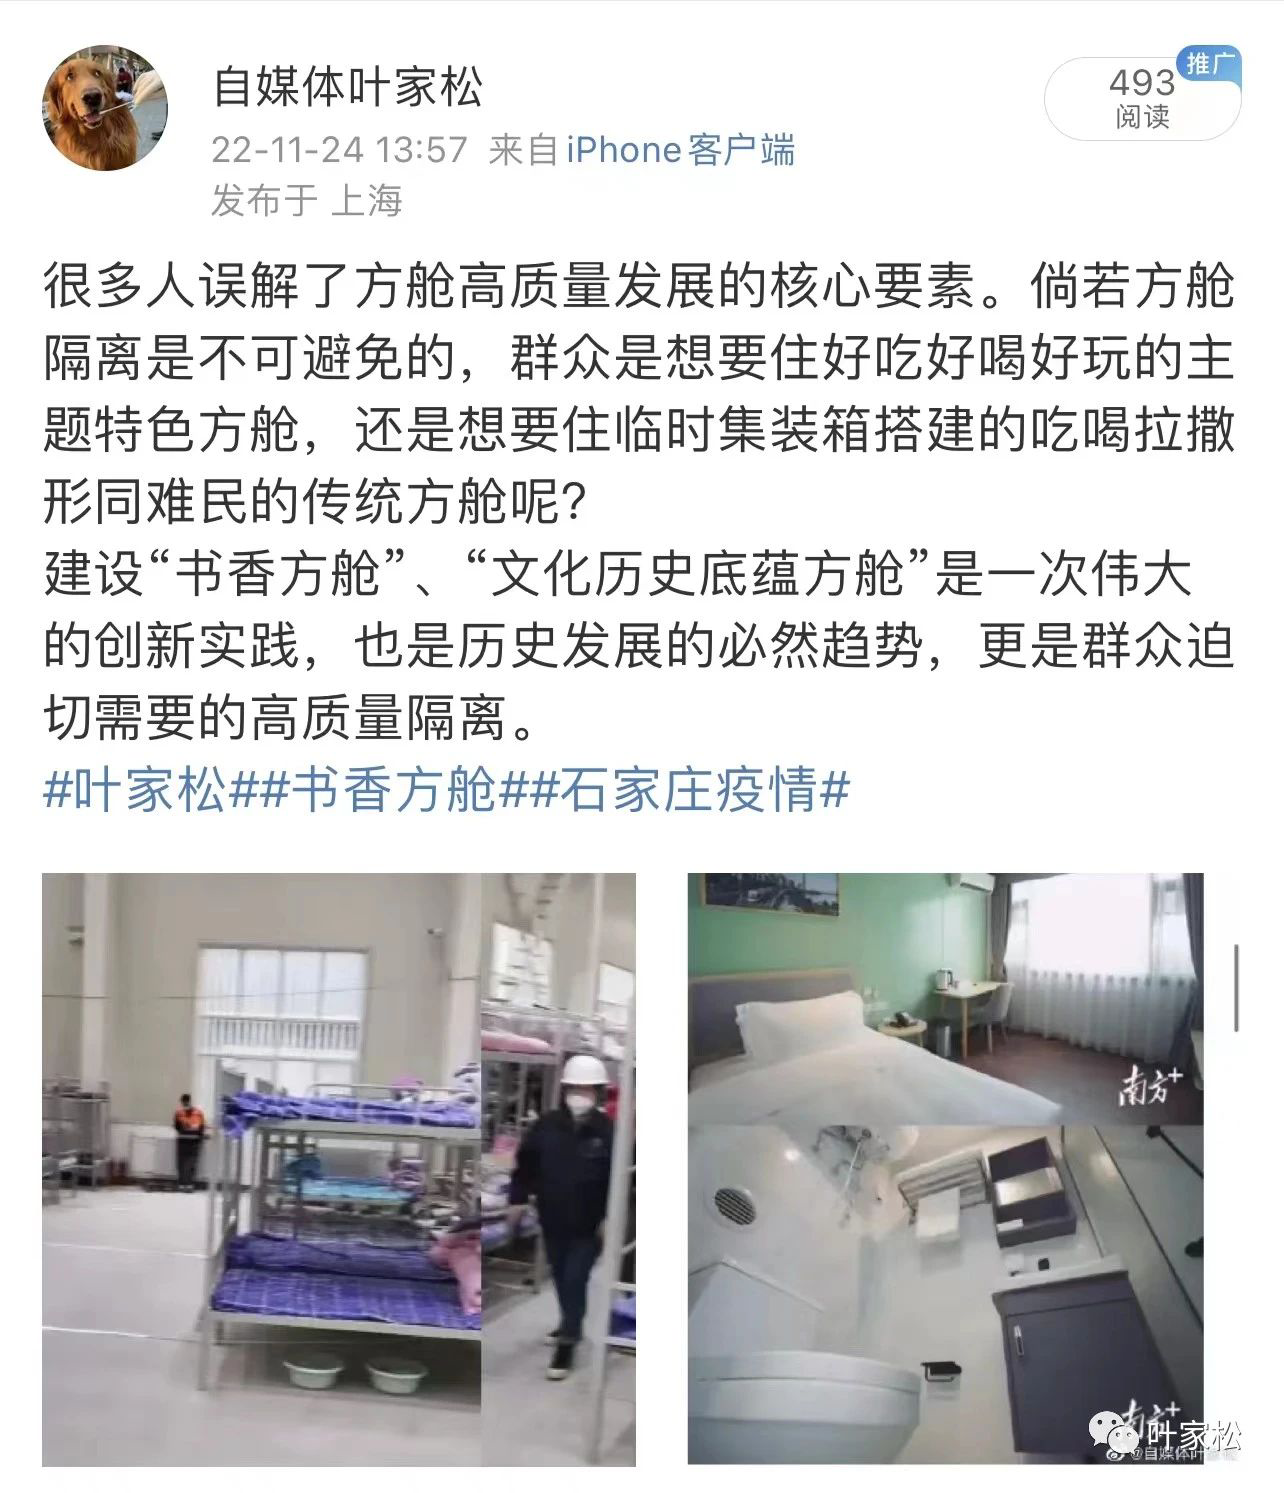 自媒体叶家松
推广
493
阅读
22-11-24 13:57 来自 iPhone客户端
发布于 上海
很多人误解了方舱高质量发展的核心要素。倘若方舱
隔离是不可避免的，群众是想要住好吃好喝好玩的主
题特色方舱，还是想要住临时集装箱搭建的吃喝拉撒
形同难民的传统方舱呢？
建设“书香方舱”、“文化历史底蕴方舱”是一次伟大
的创新实践，也是历史发展的必然趋势，更是群众迫
切需要的高质量隔离。
#叶家松##书香方舱##石家庄疫情#
南方+
南方+
叶家松
@自媒体叶家松